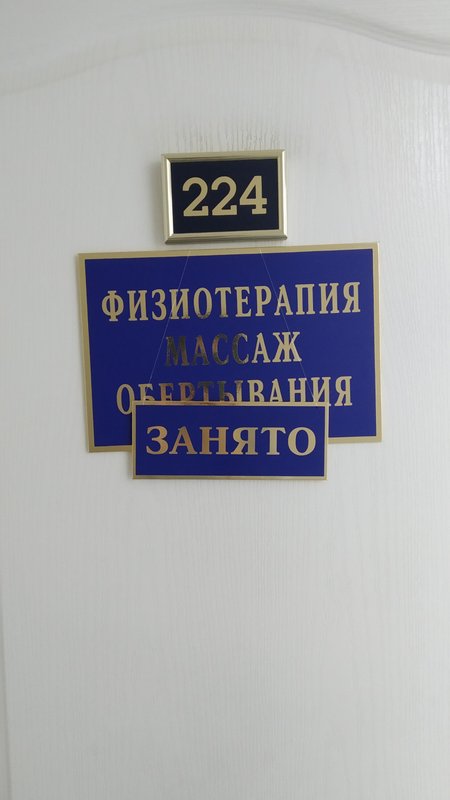 224
ФИЗИОТЕРАПИЯ
МАССАЖ
ОБЕРТЫВАНИЯ
ЗАНЯТО